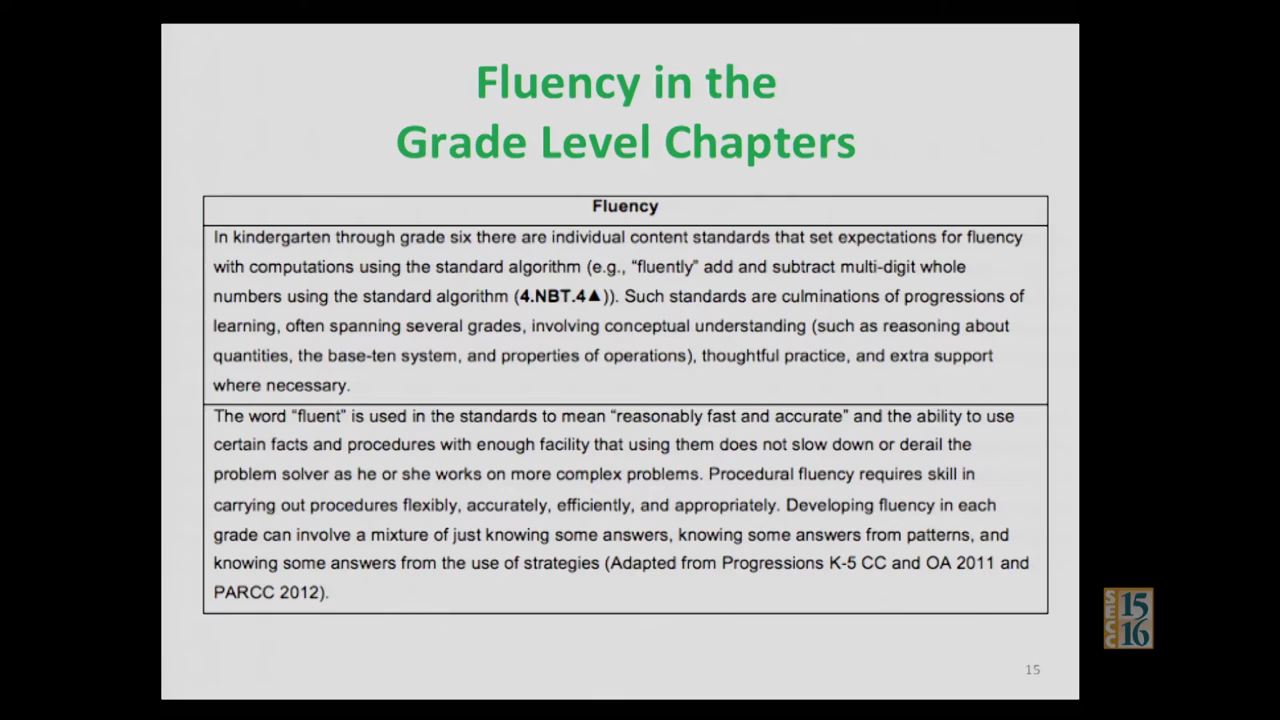 Fluency in the
Grade Level Chapters
Fluency
In kindergarten through grade six there are individual content standards that set expectations for fluency
with computations using the standard algorithm (e.g., “fluently” add and subtract multi-digit whole
numbers using the standard algorithm (4.NBT.4▲)). Such standards are culminations of progressions of
learning, often spanning several grades, involving conceptual understanding (such as reasoning about
quantities, the base-ten system, and properties of operations), thoughtful practice, and extra support
where necessary.
The word “fluent” is used in the standards to mean “reasonably fast and accurate” and the ability to use
certain facts and procedures with enough facility that using them does not slow down or derail the
problem solver as he or she works on more complex problems. Procedural fluency requires skill in
carrying out procedures flexibly, accurately, efficiently, and appropriately. Developing fluency in each
grade can involve a mixture of just knowing some answers, knowing some answers from patterns, and
knowing some answers from the use of strategies (Adapted from Progressions K-5 CC and OA 2011 and
PARCC 2012).
SECC
15
16
15